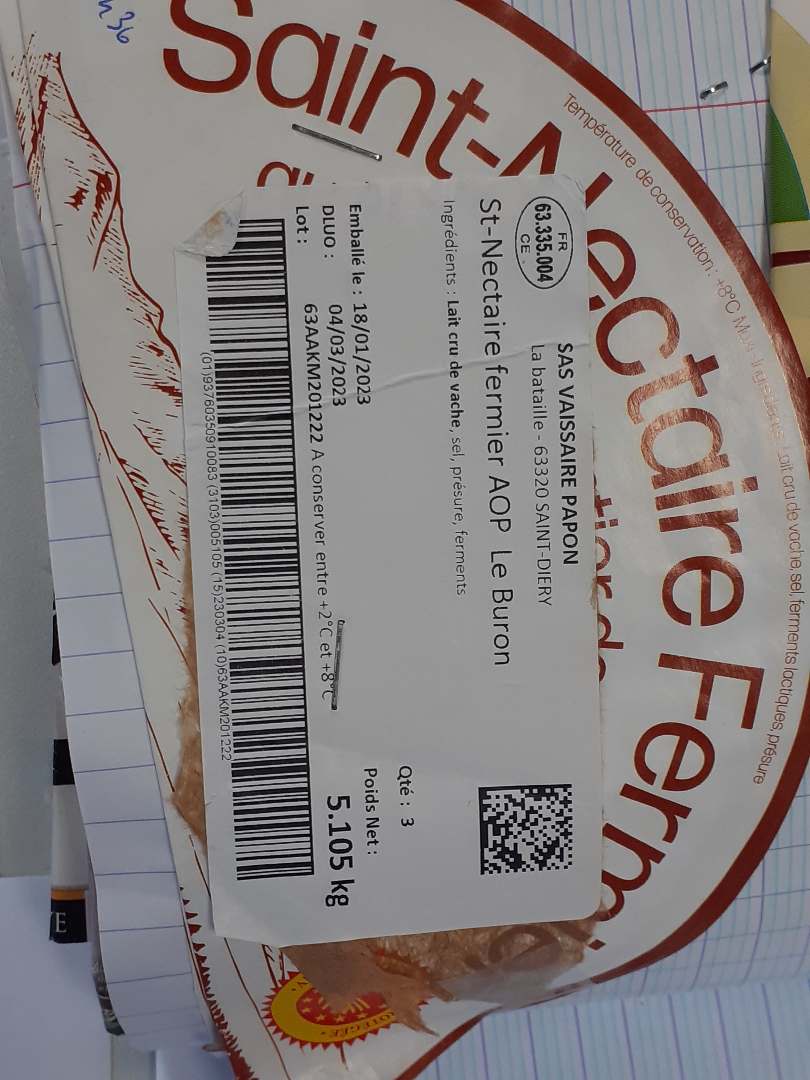 n 36
Saint-Nectaire Fermi
Température de conservation : +8°C
Lait cru de vache, sel, ferments lactiques, présure
FR
63.335.004
CE
SAS VAISSAIRE PAPON
La bataille - 63320 SAINT-DIERY
St-Nectaire fermier AOP Le Buron
Ingrédients : Lait cru de vache, sel, présure, ferments
Qté : 3
Emballé le : 18/01/2023
Poids Net :
DLUO : 04/03/2023
5.105 kg
Lot : 63AAKM201222 A conserver entre +2°C et +8°C
(01)93760350910083 (3103)005105 (15)230304 (10)63AAKM201222